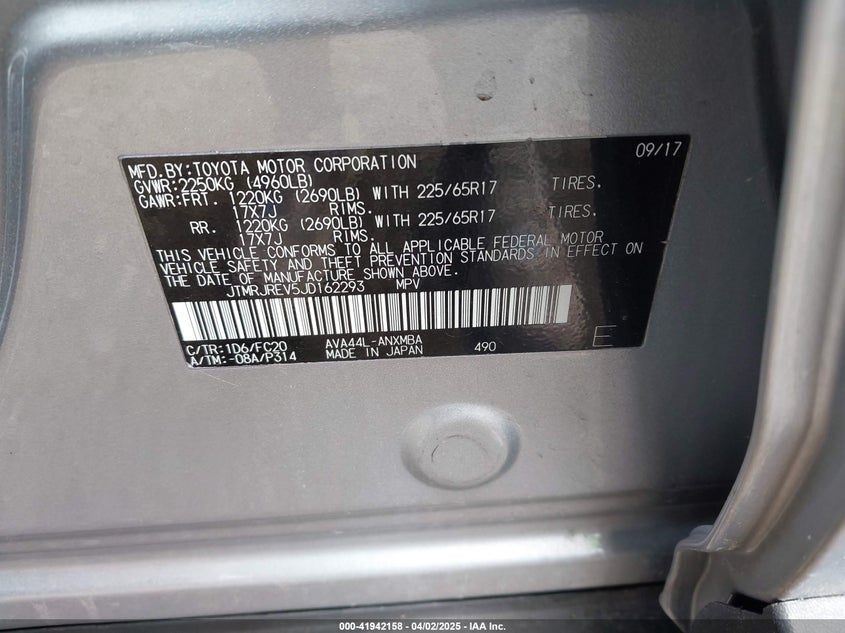 MFD.BY:TOYOTA MOTOR CORPORATION 09/17
GVWR:2250KG (4960LB)
GAWR:FRT. 1220KG (2690LB) WITH 225/65R17 TIRES.
17X7J RIMS.
RR. 1220KG (2690LB) WITH 225/65R17 TIRES.
17X7J RIMS.
THIS VEHICLE CONFORMS TO ALL APPLICABLE FEDERAL MOTOR
VEHICLE SAFETY AND THEFT PREVENTION STANDARDS IN EFFECT ON
THE DATE OF MANUFACTURE SHOWN ABOVE.
JTMRJREV5JD162293 MPV
C/TR:1D6/FC20 AVA44L-ANXMBA 490 E
A/TM:-08A/P314 MADE IN JAPAN
000-41942158 - 04/02/2025 - IAA Inc.